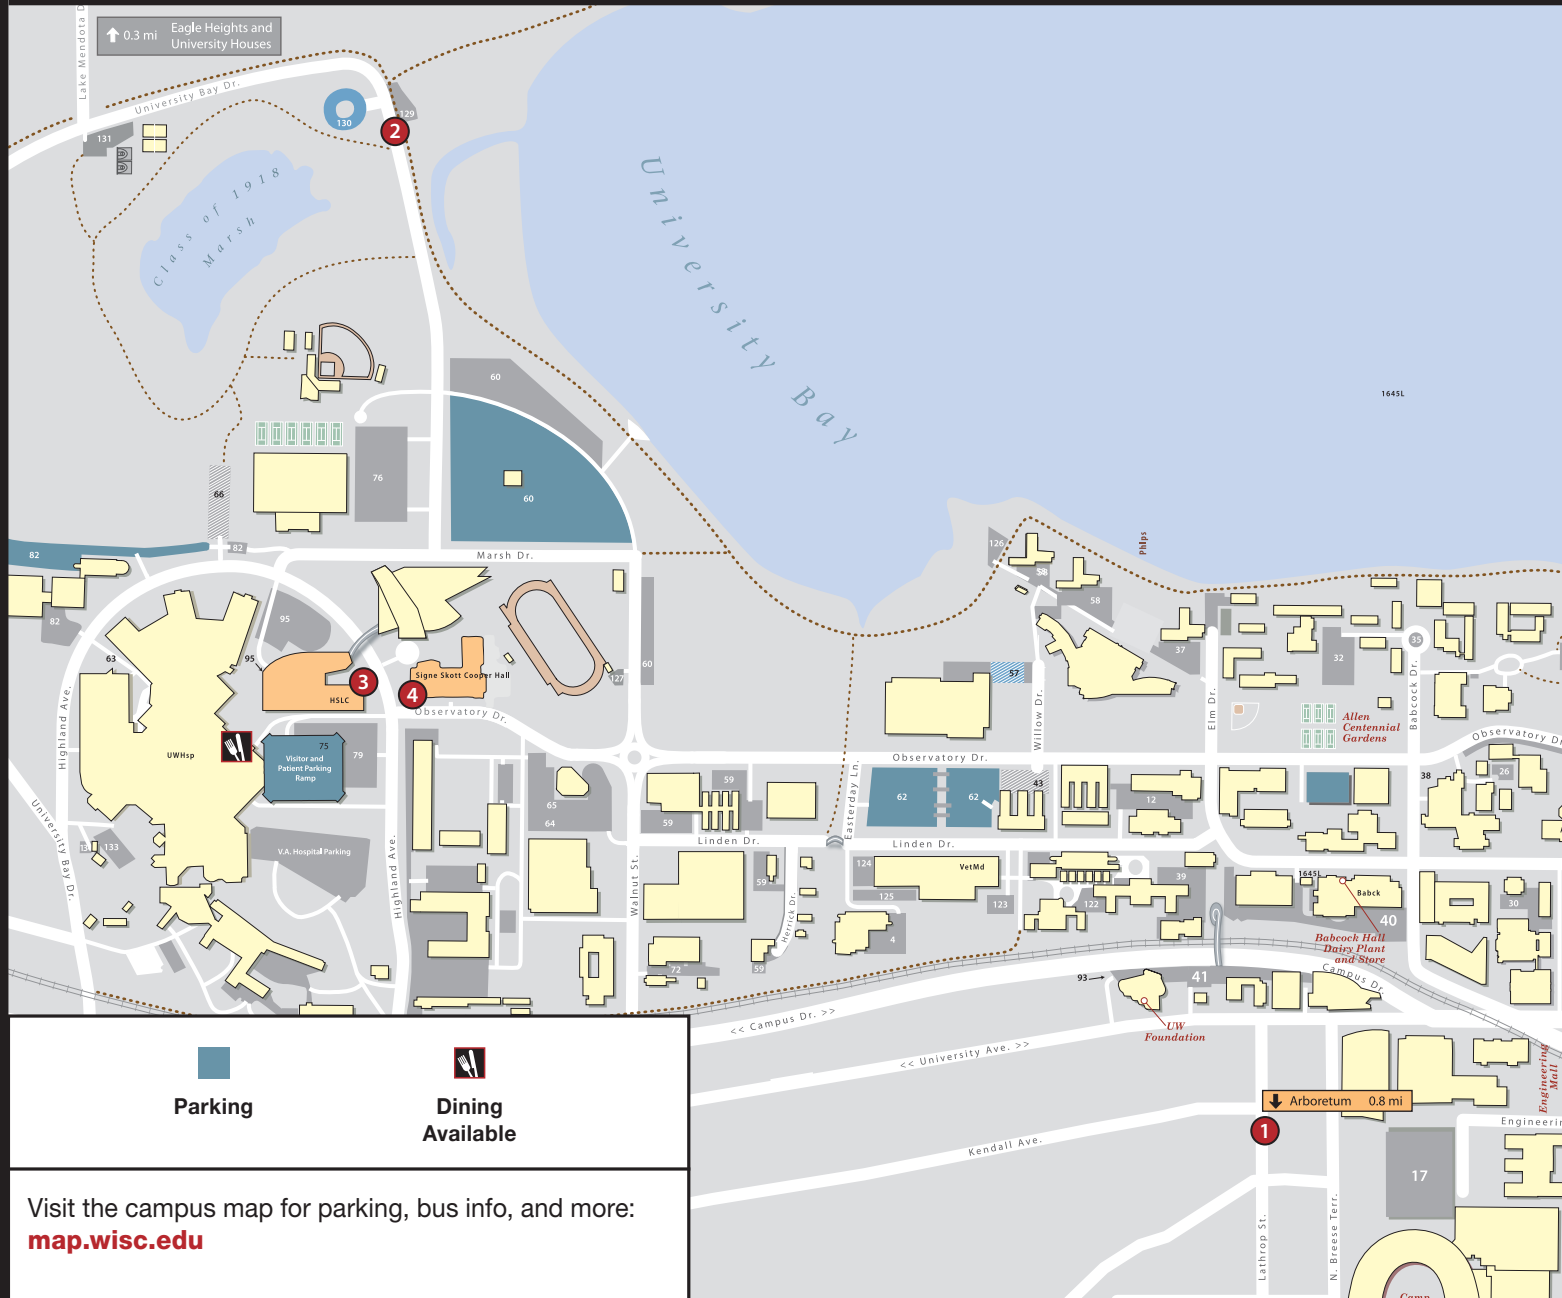 0.3 mi
Eagle Heights and
University Houses
University Bay Dr.
130
129
2
131
Class of 1918
Marsh
University Bay
1645L
60
76
60
66
82
82
Marsh Dr.
126
58
Phlps
58
82
95
63
95
3
HSLC
4
Signe Skott Cooper Hall
127
60
57
37
32
35
Observatory Dr.
Highland Ave.
Willow Dr.
Elm Dr.
Babcock Dr.
Allen
Centennial
Gardens
UWHsp
75
Visitor and
Patient Parking
Ramp
79
Observatory Dr.
43
62
62
12
38
26
59
65
64
59
Easterday Ln.
University Bay Dr.
133
V.A. Hospital Parking
Highland Ave.
Linden Dr.
Linden Dr.
Walnut St.
59
Herrick Dr.
124
VetMd
125
123
122
39
1645L
Babck
40
30
4
72
59
Babcock Hall
Dairy Plant
and Store
93
41
Campus Dr.
UW
Foundation
<< Campus Dr. >>
<< University Ave. >>
Engineering
Mall
Arboretum 0.8 mi
1
Kendall Ave.
17
Lathrop St.
N. Breese Terr.
Parking
Dining
Available
Visit the campus map for parking, bus info, and more:
map.wisc.edu